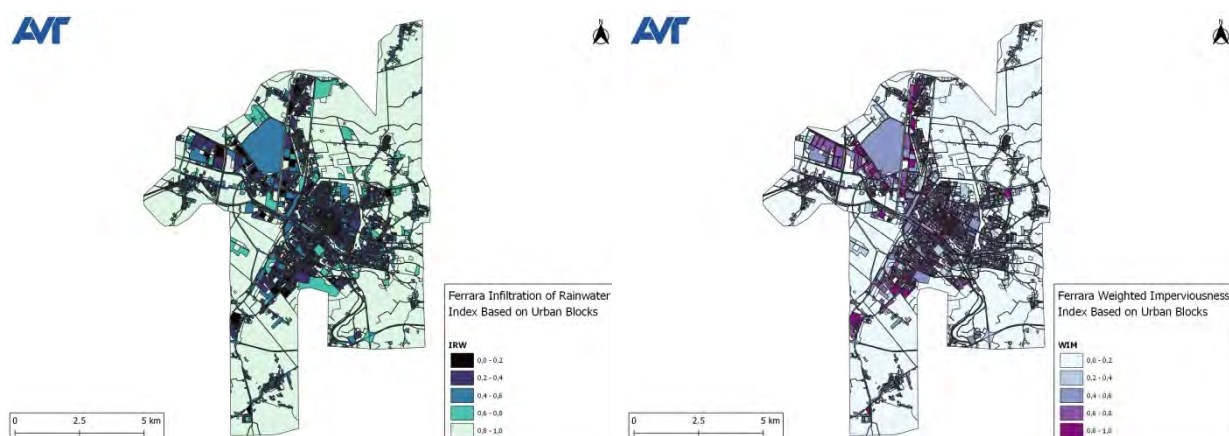 AVT
N
Ferrara Infiltration of Rainwater
Index Based on Urban Blocks
IRW
0,0 - 0,2
0,2 - 0,4
0,4 - 0,6
0,6 - 0,8
0,8 - 1,0
0 2.5 5 km
AVT
N
Ferrara Weighted Imperviousness
Index Based on Urban Blocks
WIM
0,0 - 0,2
0,2 - 0,4
0,4 - 0,6
0,6 - 0,8
0,8 - 1,0
0 2.5 5 km